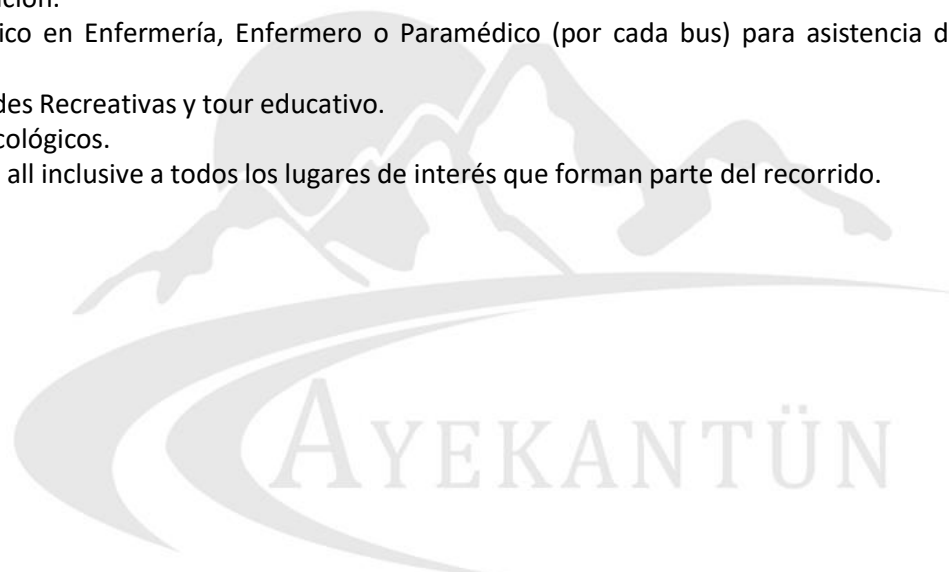 ción.
ico en Enfermería, Enfermero o Paramédico (por cada bus) para asistencia d
des Recreativas y tour educativo.
cológicos.
all inclusive a todos los lugares de interés que forman parte del recorrido.
AYEKANTÜN